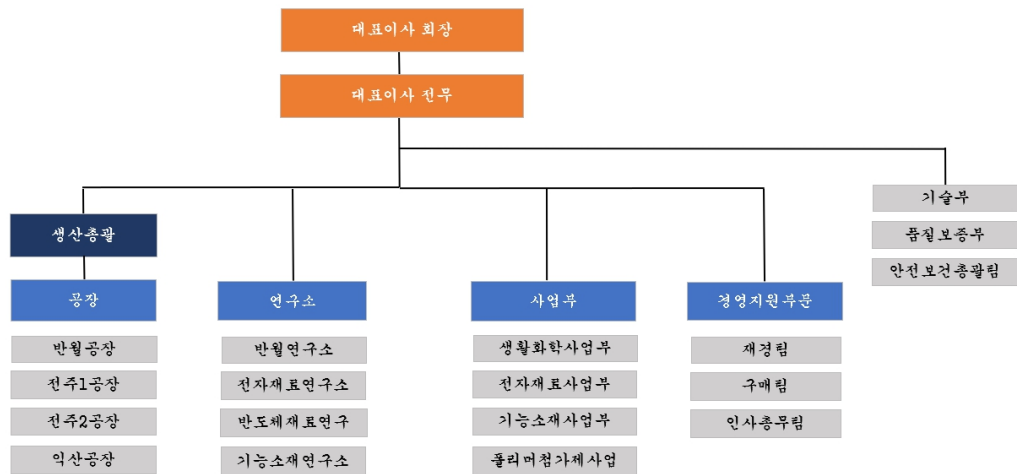 대표이사 회장
대표이사 전무
기술부
품질보증부
안전보건총괄팀
생산총괄
공장
반월공장
전주1공장
전주2공장
익산공장
연구소
반월연구소
전자재료연구소
반도체재료연구
기능소재연구소
사업부
생활화학사업부
전자재료사업부
기능소재사업부
폴리머첨가제사업
경영지원부문
재경팀
구매팀
인사총무팀